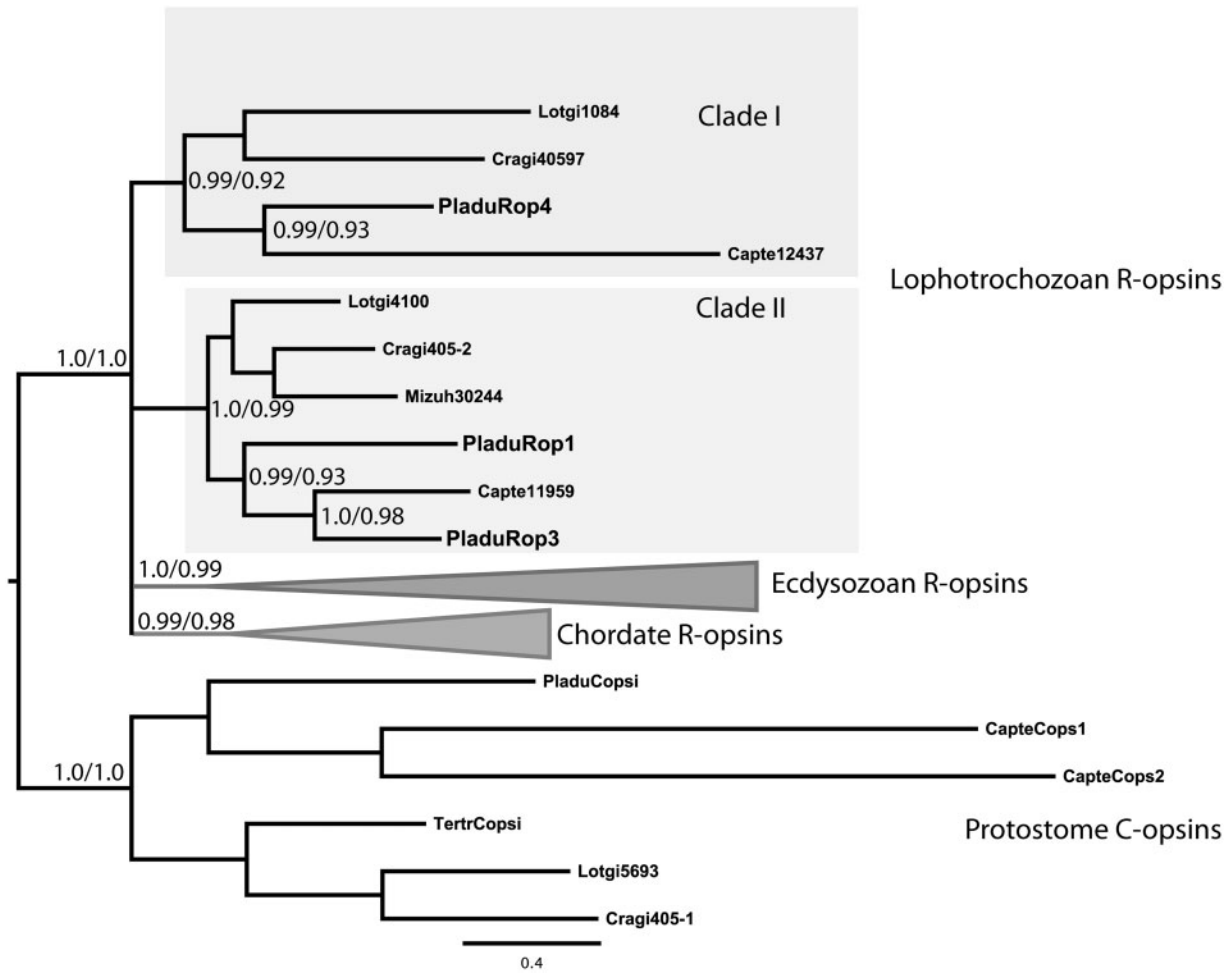 Lotgi1084
Clade I
Cragi40597
0.99/0.92
PladuRop4
0.99/0.93
Capte12437
Lophotrochozoan R-opsins
Lotgi4100
Clade II
Cragi405-2
1.0/1.0
Mizuh30244
1.0/0.99
PladuRop1
0.99/0.93
Capte11959
1.0/0.98
PladuRop3
1.0/0.99
Ecdysozoan R-opsins
0.99/0.98
Chordate R-opsins
PladuCopsi
CapteCops1
1.0/1.0
CapteCops2
TertrCopsi
Protostome C-opsins
Lotgi5693
Cragi405-1
0.4